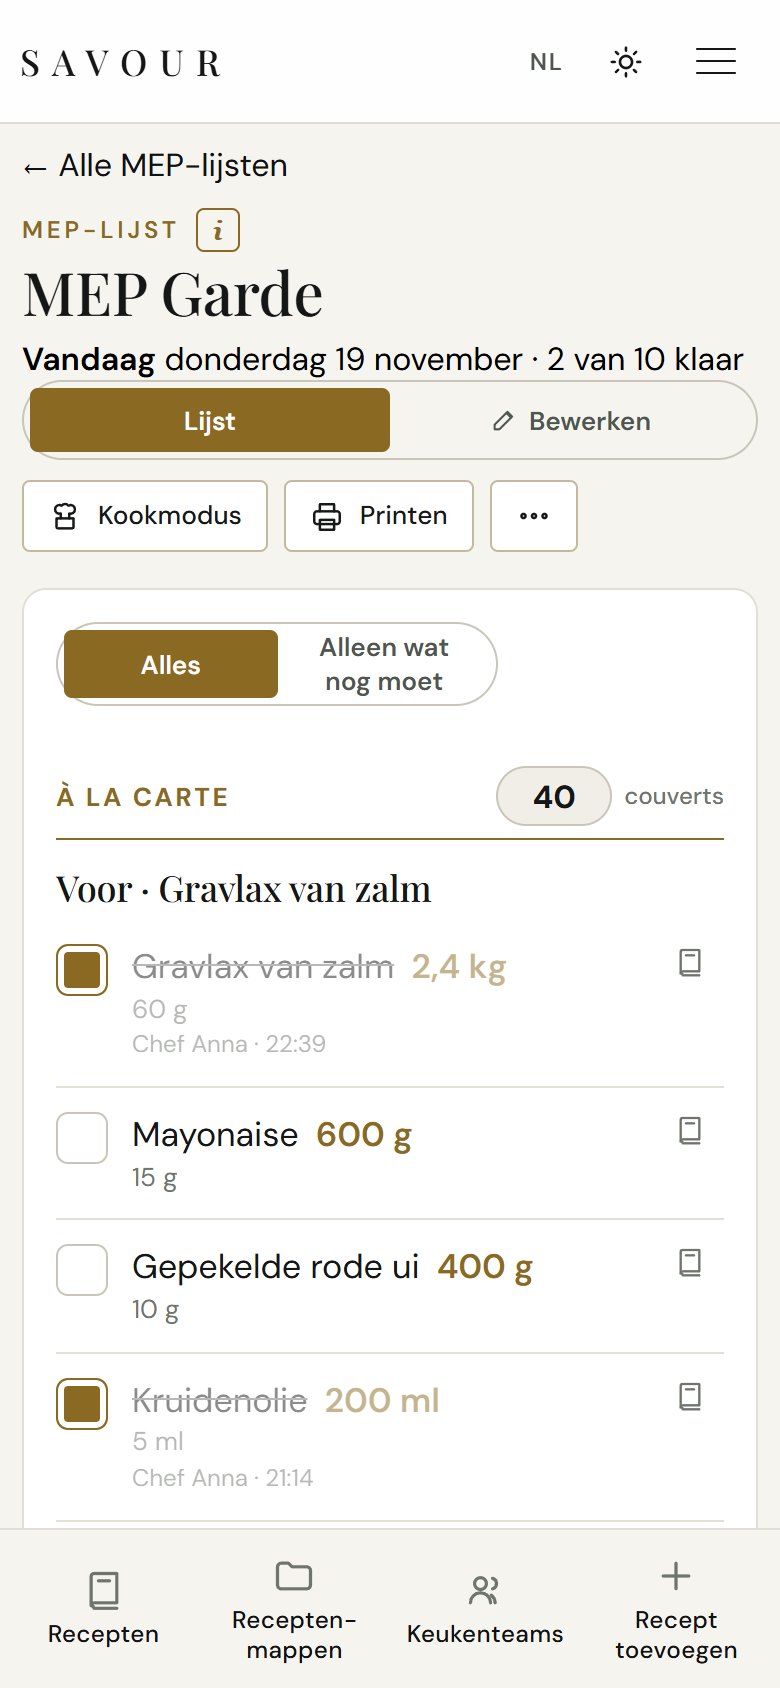 SAVOUR NL
← Alle MEP-lijsten
MEP-LIJST i
MEP Garde
Vandaag donderdag 19 november · 2 van 10 klaar
Lijst Bewerken
Kookmodus Printen
Alles
Alleen wat
nog moet
À LA CARTE 40 couverts
Voor · Gravlax van zalm
Gravlax van zalm 2,4 kg
60 g
Chef Anna · 22:39
Mayonaise 600 g
15 g
Gepekelde rode ui 400 g
10 g
Kruidenolie 200 ml
5 ml
Chef Anna · 21:14
Recepten
Recepten-
mappen
Keukenteams
Recept
toevoegen